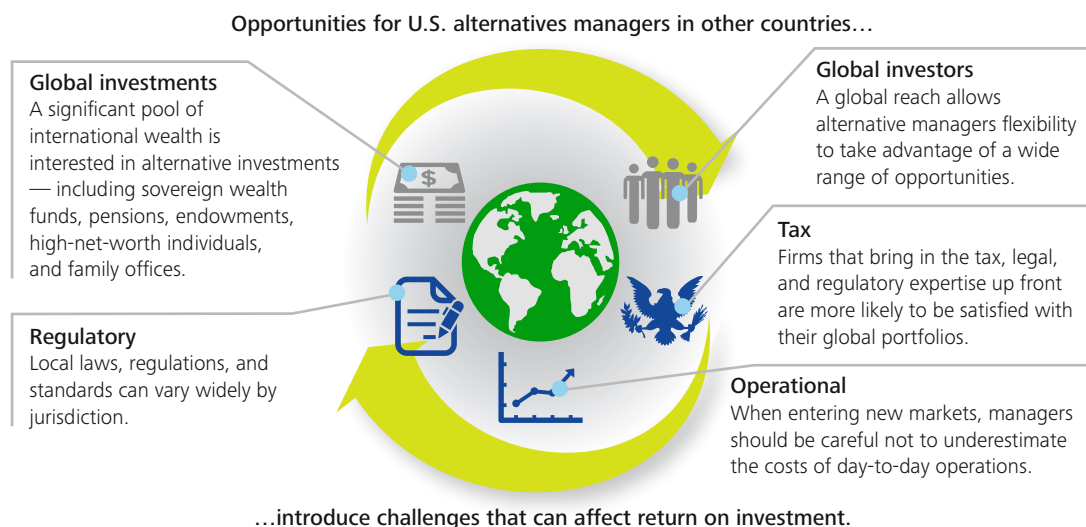 Opportunities for U.S. alternatives managers in other countries…
Global investments
A significant pool of
international wealth is
interested in alternative investments
— including sovereign wealth
funds, pensions, endowments,
high-net-worth individuals,
and family offices.
Global investors
A global reach allows
alternative managers flexibility
to take advantage of a wide
range of opportunities.
$
Tax
Firms that bring in the tax, legal,
and regulatory expertise up front
are more likely to be satisfied with
their global portfolios.
Regulatory
Local laws, regulations, and
standards can vary widely by
jurisdiction.
Operational
When entering new markets, managers
should be careful not to underestimate
the costs of day-to-day operations.
…introduce challenges that can affect return on investment.